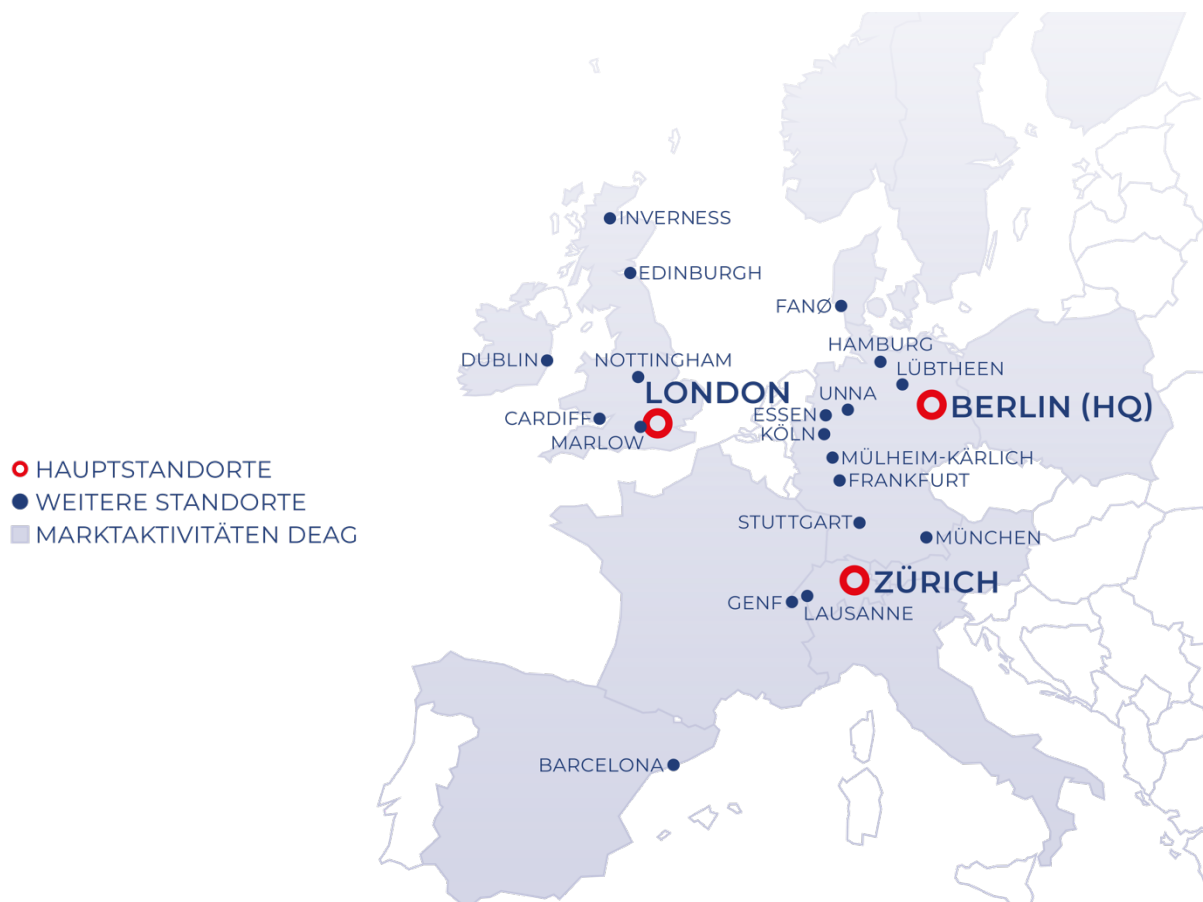 INVERNESS
EDINBURGH
FANØ
HAMBURG
DUBLIN
NOTTINGHAM
LÜBTHEEN
UNNA
LONDON
BERLIN (HQ)
CARDIFF
ESSEN
MARLOW
KÖLN
MÜLHEIM-KÄRLICH
HAUPTSTANDORTE
FRANKFURT
WEITERE STANDORTE
STUTTGART
MARKTAKTIVITÄTEN DEAG
MÜNCHEN
ZÜRICH
GENF
LAUSANNE
BARCELONA